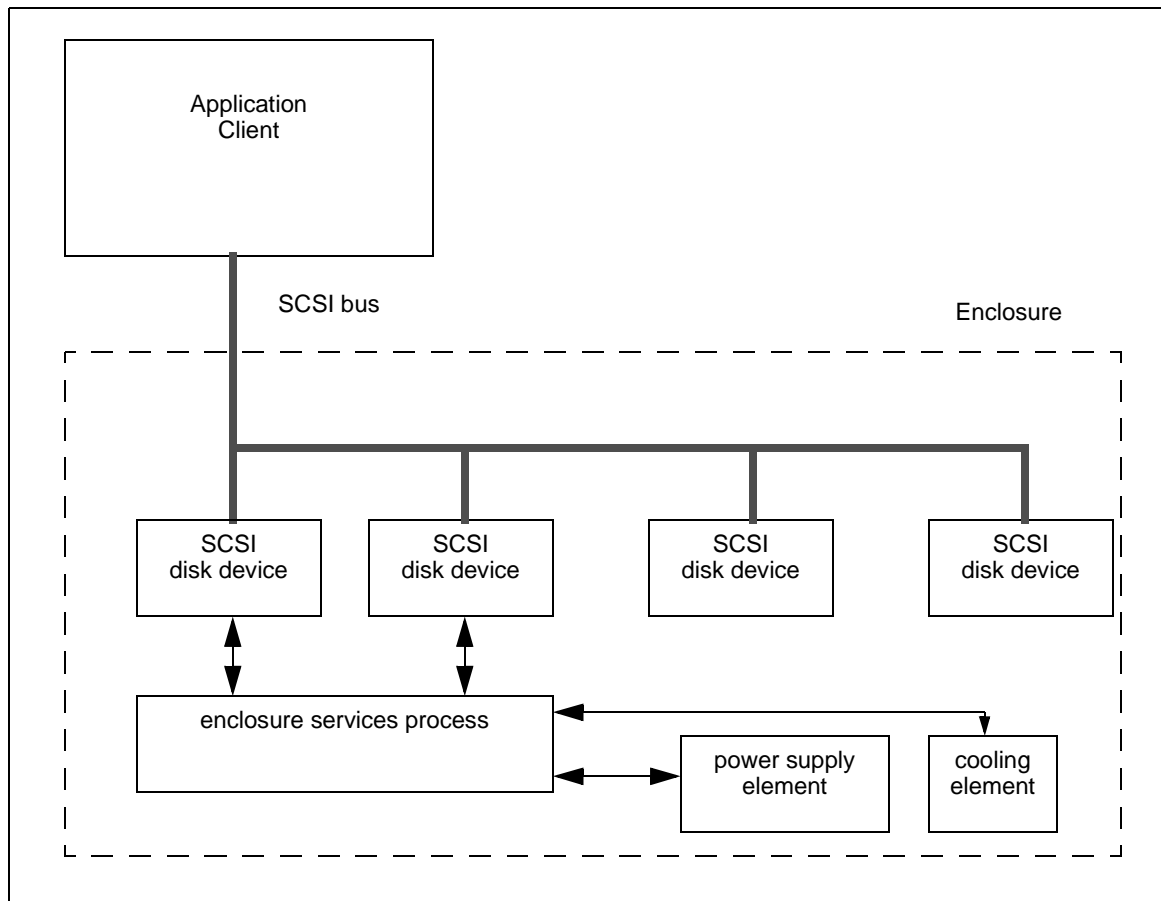 Application
Client
SCSI bus
Enclosure
SCSI
disk device
SCSI
disk device
SCSI
disk device
SCSI
disk device
enclosure services process
power supply
element
cooling
element